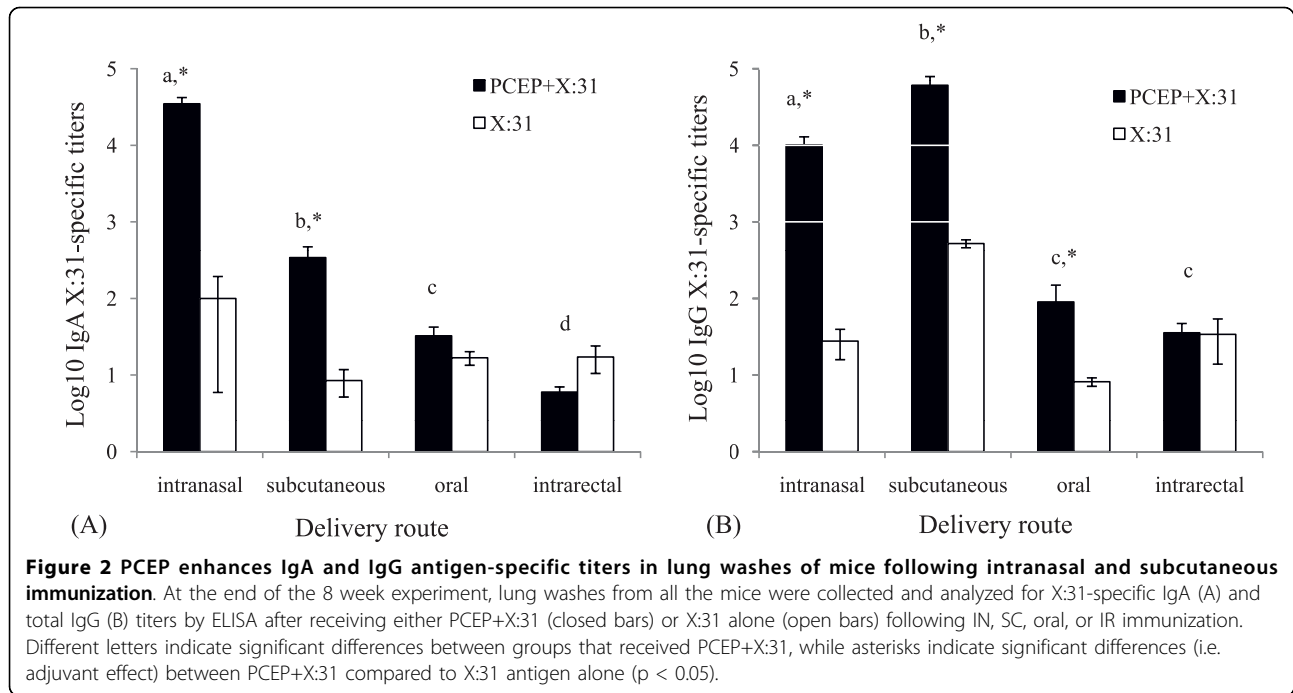 5
4
3
2
1
0
Log10 IgA X:31-specific titers
a,*
b,*
c
d
PCEP+X:31
X:31
intranasal
subcutaneous
oral
intrarectal
(A)
Delivery route
5
4
3
2
1
0
Log10 IgG X:31-specific titers
a,*
b,*
c,*
c
PCEP+X:31
X:31
intranasal
subcutaneous
oral
intrarectal
(B)
Delivery route
Figure 2 PCEP enhances IgA and IgG antigen-specific titers in lung washes of mice following intranasal and subcutaneous
immunization. At the end of the 8 week experiment, lung washes from all the mice were collected and analyzed for X:31-specific IgA (A) and
total IgG (B) titers by ELISA after receiving either PCEP+X:31 (closed bars) or X:31 alone (open bars) following IN, SC, oral, or IR immunization.
Different letters indicate significant differences between groups that received PCEP+X:31, while asterisks indicate significant differences (i.e.
adjuvant effect) between PCEP+X:31 compared to X:31 antigen alone (p < 0.05).